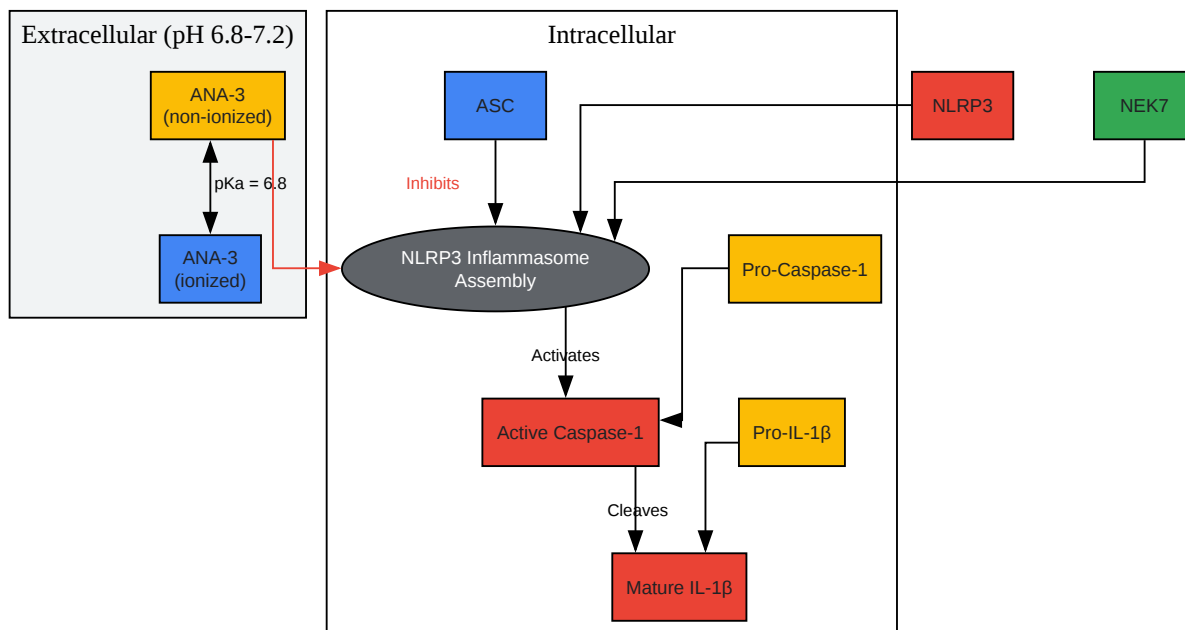 Extracellular (pH 6.8-7.2)
Intracellular
ANA-3
(non-ionized)
ASC
NLRP3
NEK7
pKa = 6.8
Inhibits
ANA-3
(ionized)
NLRP3 Inflammasome
Assembly
Pro-Caspase-1
Activates
Active Caspase-1
Pro-IL-1β
Cleaves
Mature IL-1β